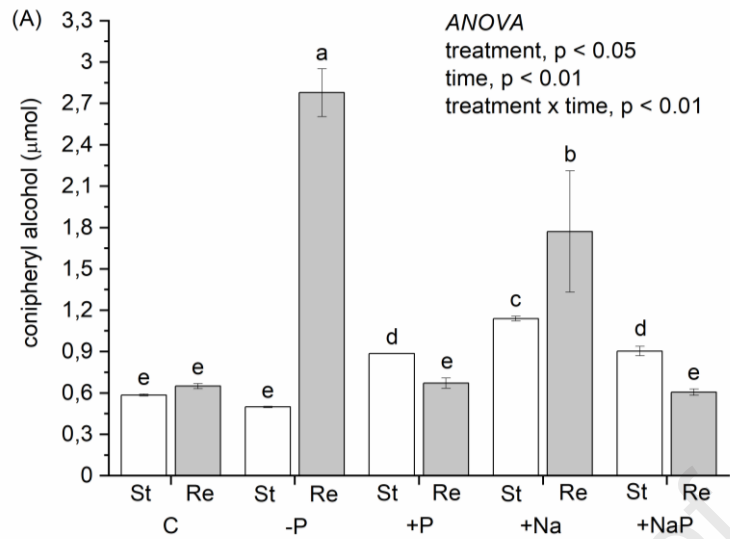 (A)
ANOVA
treatment, p < 0.05
time, p < 0.01
treatment x time, p < 0.01
conipheryl alcohol (μmol)
3,3
3,0
2,7
2,4
2,1
1,8
1,5
1,2
0,9
0,6
0,3
0
e
e
e
a
d
e
c
b
d
e
St Re St Re St Re St Re St Re
C -P +P +Na +NaP